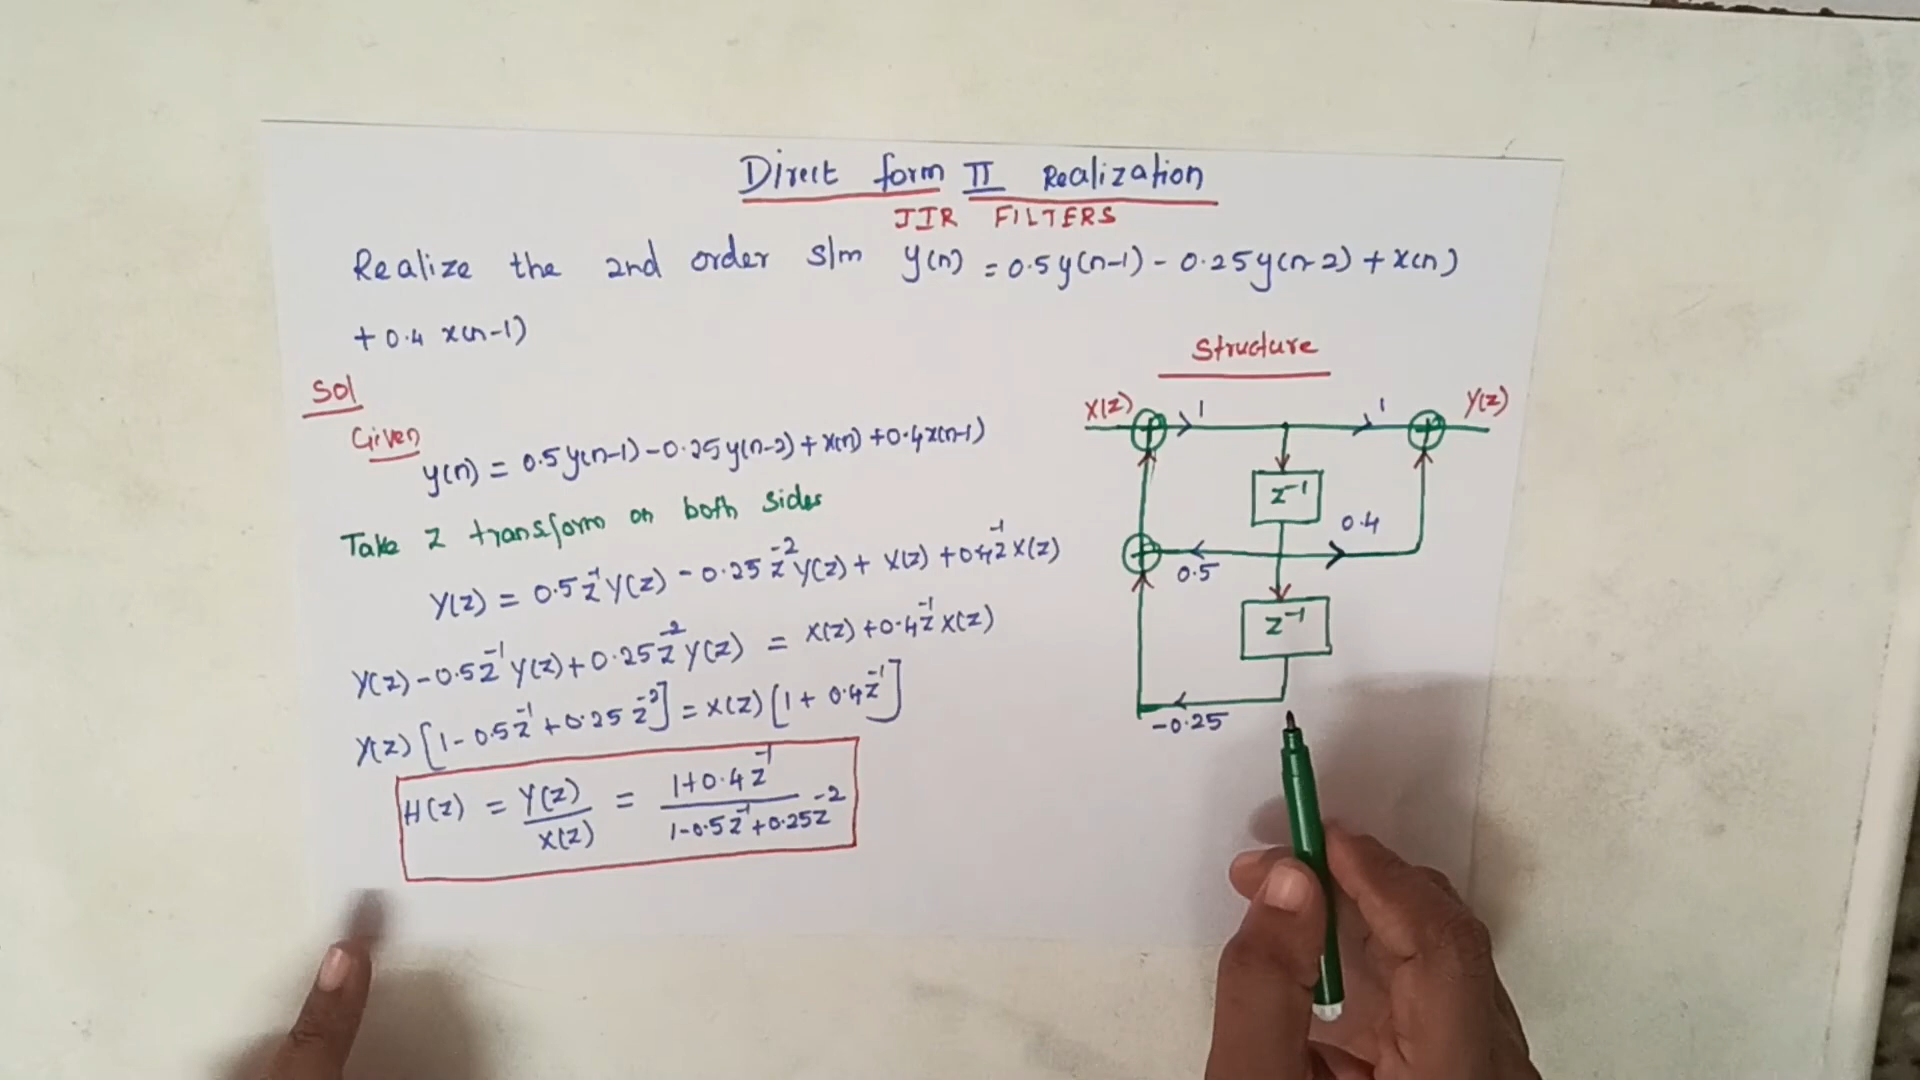 Direct form II Realization
IIR FILTERS
Realize the 2nd order s/m y(n) = 0.5y(n-1) - 0.25y(n-2) + x(n)
+ 0.4 x(n-1)
Sol
Given
y(n) = 0.5y(n-1) - 0.25y(n-2) + x(n) + 0.4x(n-1)
Take z transform on both sides
Y(z) = 0.5z⁻¹Y(z) - 0.25z⁻²Y(z) + X(z) + 0.4z⁻¹X(z)
Y(z) - 0.5z⁻¹Y(z) + 0.25z⁻²Y(z) = X(z) + 0.4z⁻¹X(z)
Y(z)[1 - 0.5z⁻¹ + 0.25z⁻²] = X(z)[1 + 0.4z⁻¹]
H(z) = Y(z)/X(z) = 1+0.4z⁻¹/1-0.5z⁻¹+0.25z⁻²
Structure
X(z) 1 1 Y(z)
z⁻¹
0.4
0.5
z⁻¹
-0.25